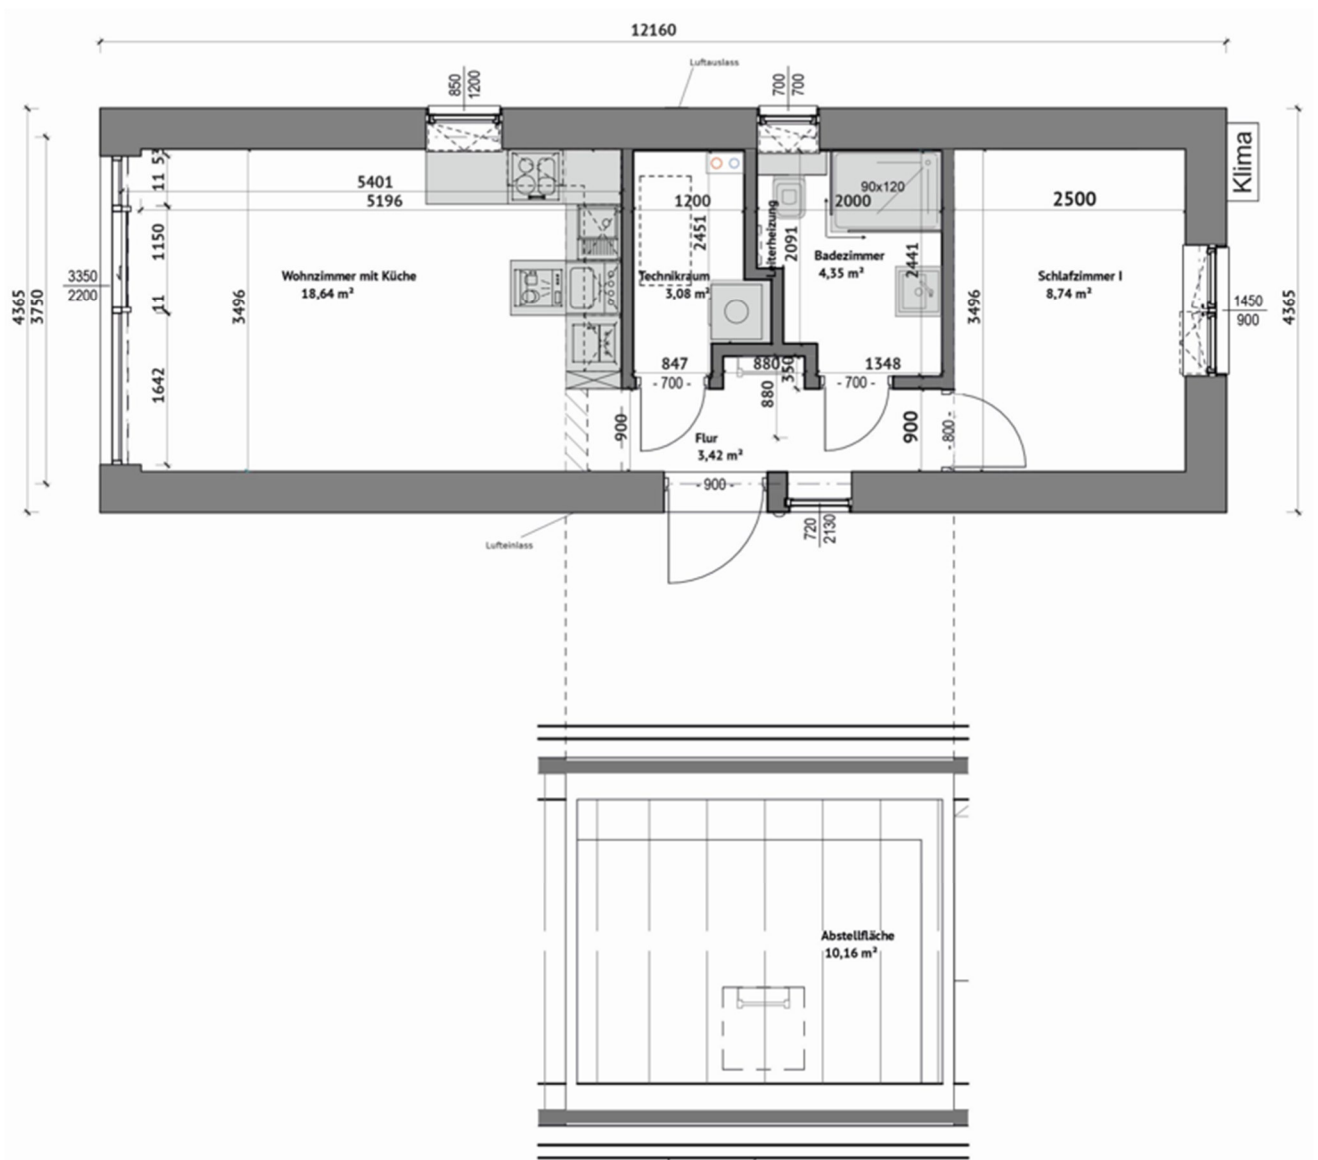 12160
Luftauslass
850
1200
700
700
Klima
5
11
5401
5196
1200
90x120
2000
2500
1150
2451
Leiterheizung
2091
2441
Badezimmer
4,35 m²
3350
2200
4365
3750
Wohnzimmer mit Küche
18,64 m²
3496
Technikraum
3,08 m²
3496
Schlafzimmer I
8,74 m²
1450
900
4365
11
1642
847
- 700 -
880
350
880
1348
- 700 -
900
Flur
3,42 m²
900
- 800 -
- 900 -
720
2130
Lufteinlass
Abstellfläche
10,16 m²